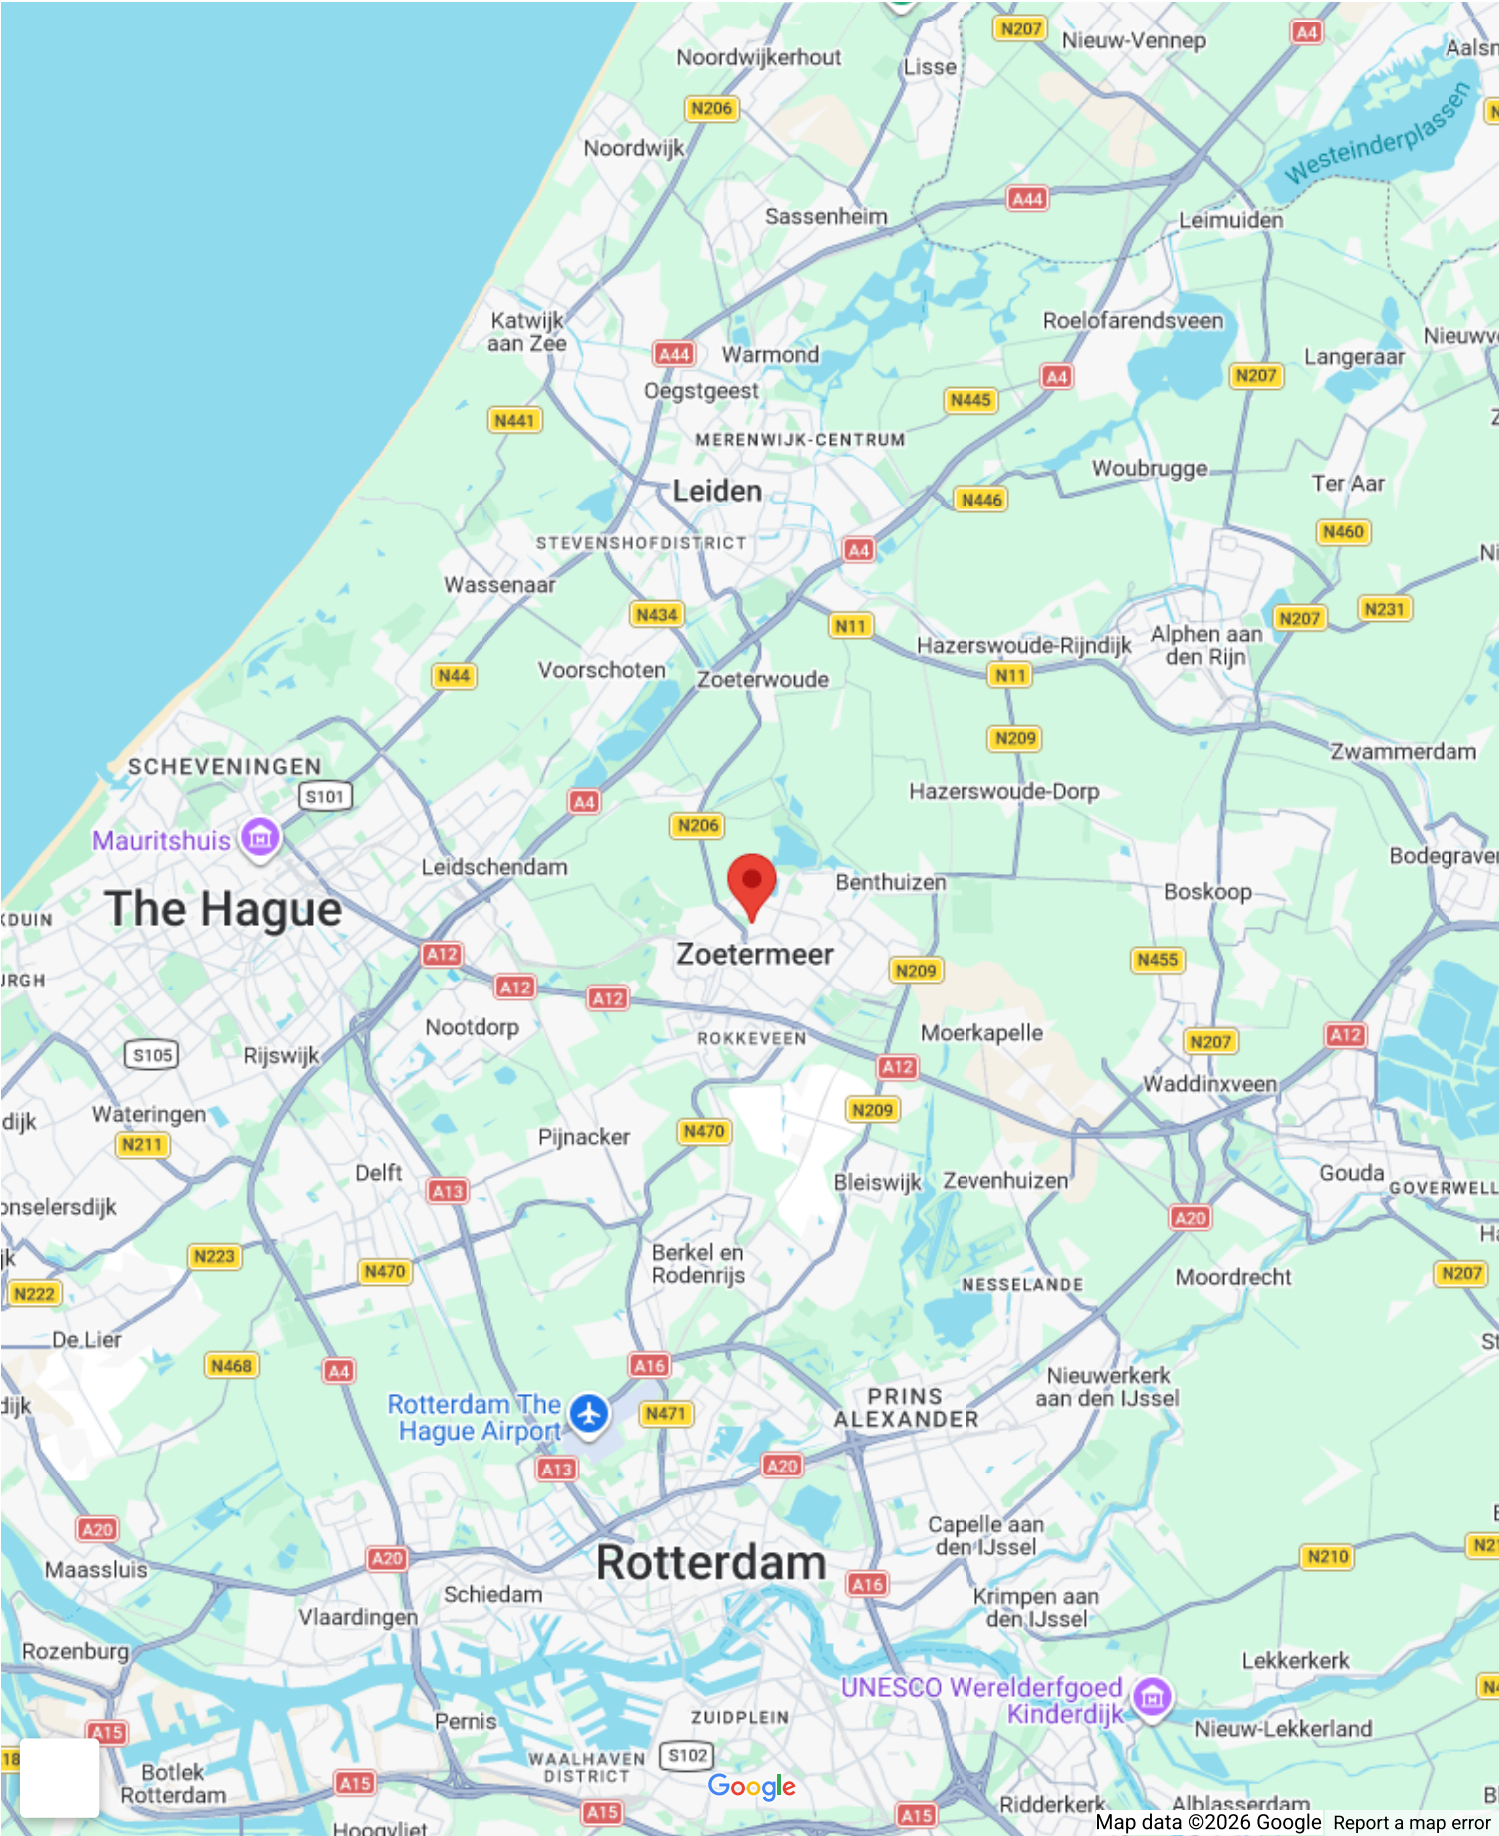 N207
Nieuw-Vennep
A4
Noordwijkerhout
Lisse
N206
Westeinderplassen
Noordwijk
A44
Sassenheim
Leimuiden
Katwijk
aan Zee
Roelofarendsveen
A44
Warmond
Langeraar
A4
N207
Oegstgeest
N445
N441
MERENWIJK-CENTRUM
Woubrugge
Leiden
Ter Aar
N446
N460
STEVENSHOFDISTRICT
A4
Wassenaar
N434
N231
N207
N11
Alphen aan
den Rijn
Hazerswoude-Rijndijk
Voorschoten
N44
Zoeterwoude
N11
N209
Zwammerdam
SCHEVENINGEN
S101
Hazerswoude-Dorp
A4
N206
Mauritshuis
Leidschendam
Benthuizen
Boskoop
The Hague
A12
Zoetermeer
N455
N209
A12
A12
Nootdorp
Moerkapelle
A12
ROKKEVEEN
N207
S105
Rijswijk
A12
Waddinxveen
Wateringen
N209
dijk
N211
Pijnacker
N470
Delft
Gouda
Bleiswijk
Zevenhuizen
GOVERWELL
A13
onselersdijk
A20
N223
Berkel en
Rodenrijs
N470
N207
Moordrecht
NESSELANDE
N222
De Lier
N468
A4
A16
Nieuwerkerk
aan den IJssel
PRINS
ALEXANDER
Rotterdam The
Hague Airport
dijk
N471
A13
A20
A20
Capelle aan
den IJssel
Maassluis
A20
Rotterdam
N210
A16
Schiedam
Krimpen aan
den IJssel
Vlaardingen
Rozenburg
Lekkerkerk
UNESCO Werelderfgoed
Kinderdijk
Pernis
ZUIDPLEIN
A15
Nieuw-Lekkerland
WAALHAVEN
DISTRICT
S102
Botlek
Rotterdam
A15
Google
A15
A15
Ridderkerk
Alblasserdam
Map data ©2026 Google
Report a map error